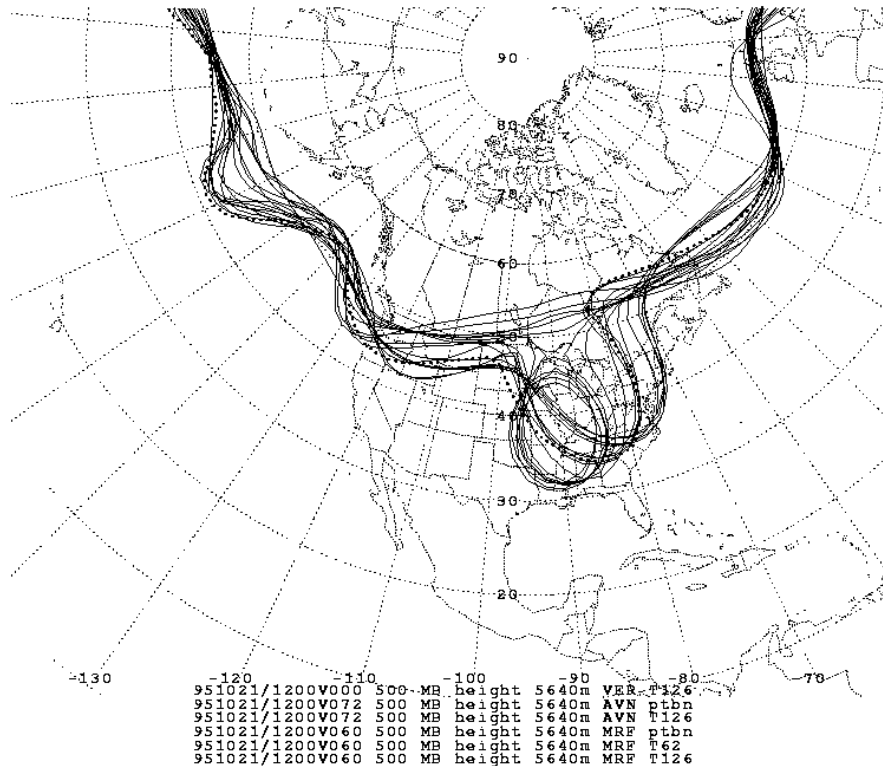 90
80
70
60
40
30
20
-130 -120 -110 -100 -90 -80 70
951021/1200V000 500 MB height 5640m VER T126
951021/1200V072 500 MB height 5640m AVN ptbn
951021/1200V072 500 MB height 5640m AVN T126
951021/1200V060 500 MB height 5640m MRF ptbn
951021/1200V060 500 MB height 5640m MRF T62
951021/1200V060 500 MB height 5640m MRF T126